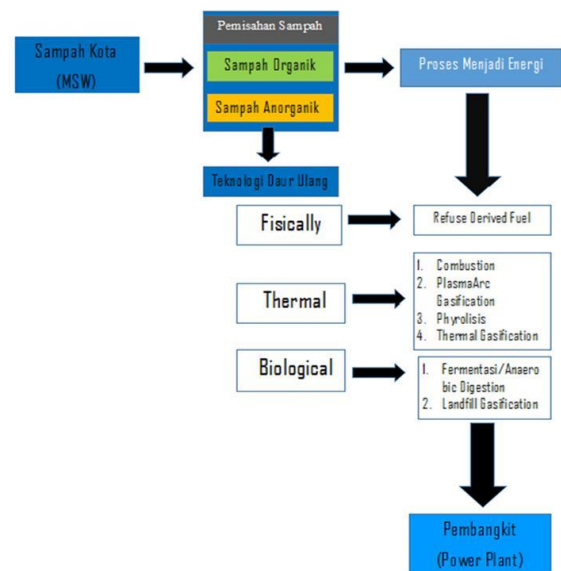 Pemisahan Sampah
Sampah Kota
(MSW)
Sampah Organik
Sampah Anorganik
Proses Menjadi Energi
Teknologi Daur Ulang
Fisically
Refuse Derived Fuel
Thermal
1. Combustion
2. PlasmaArc
Gasification
3. Phyrolisis
4. Thermal Gasification
Biological
1. Fermentasi/Anaero
bic Digestion
2. Landfill Gasification
Pembangkit
(Power Plant)